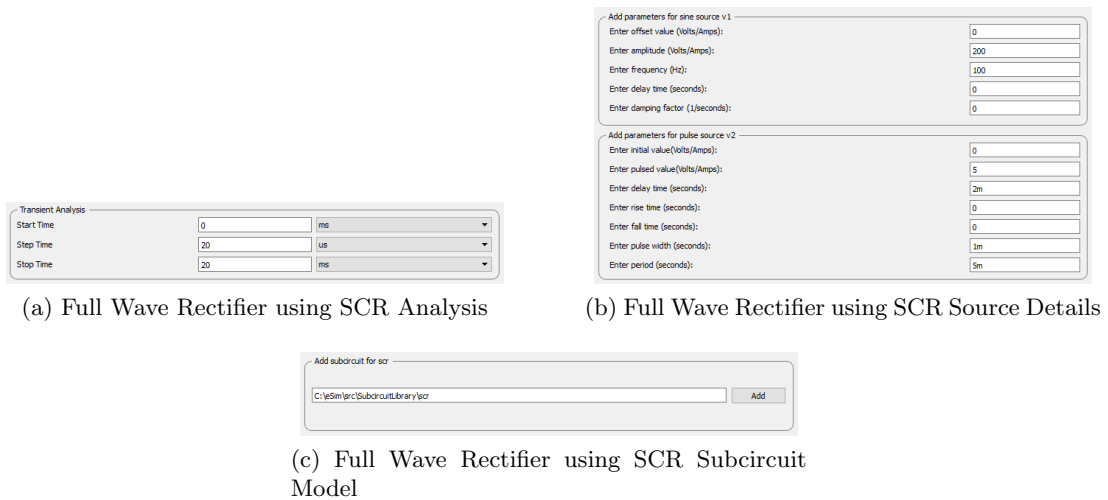 Transient Analysis
Start Time 0 ms
Step Time 20 us
Stop Time 20 ms
(a) Full Wave Rectifier using SCR Analysis
Add parameters for sine source v1
Enter offset value (Volts/Amps): 0
Enter amplitude (Volts/Amps): 200
Enter frequency (Hz): 100
Enter delay time (seconds): 0
Enter damping factor (1/seconds): 0
Add parameters for pulse source v2
Enter initial value(Volts/Amps): 0
Enter pulsed value(Volts/Amps): 5
Enter delay time (seconds): 2m
Enter rise time (seconds): 0
Enter fall time (seconds): 0
Enter pulse width (seconds): 1m
Enter period (seconds): 5m
(b) Full Wave Rectifier using SCR Source Details
Add subcircuit for scr
C:\eSim\src\SubcircuitLibrary\scr Add
(c) Full Wave Rectifier using SCR Subcircuit
Model